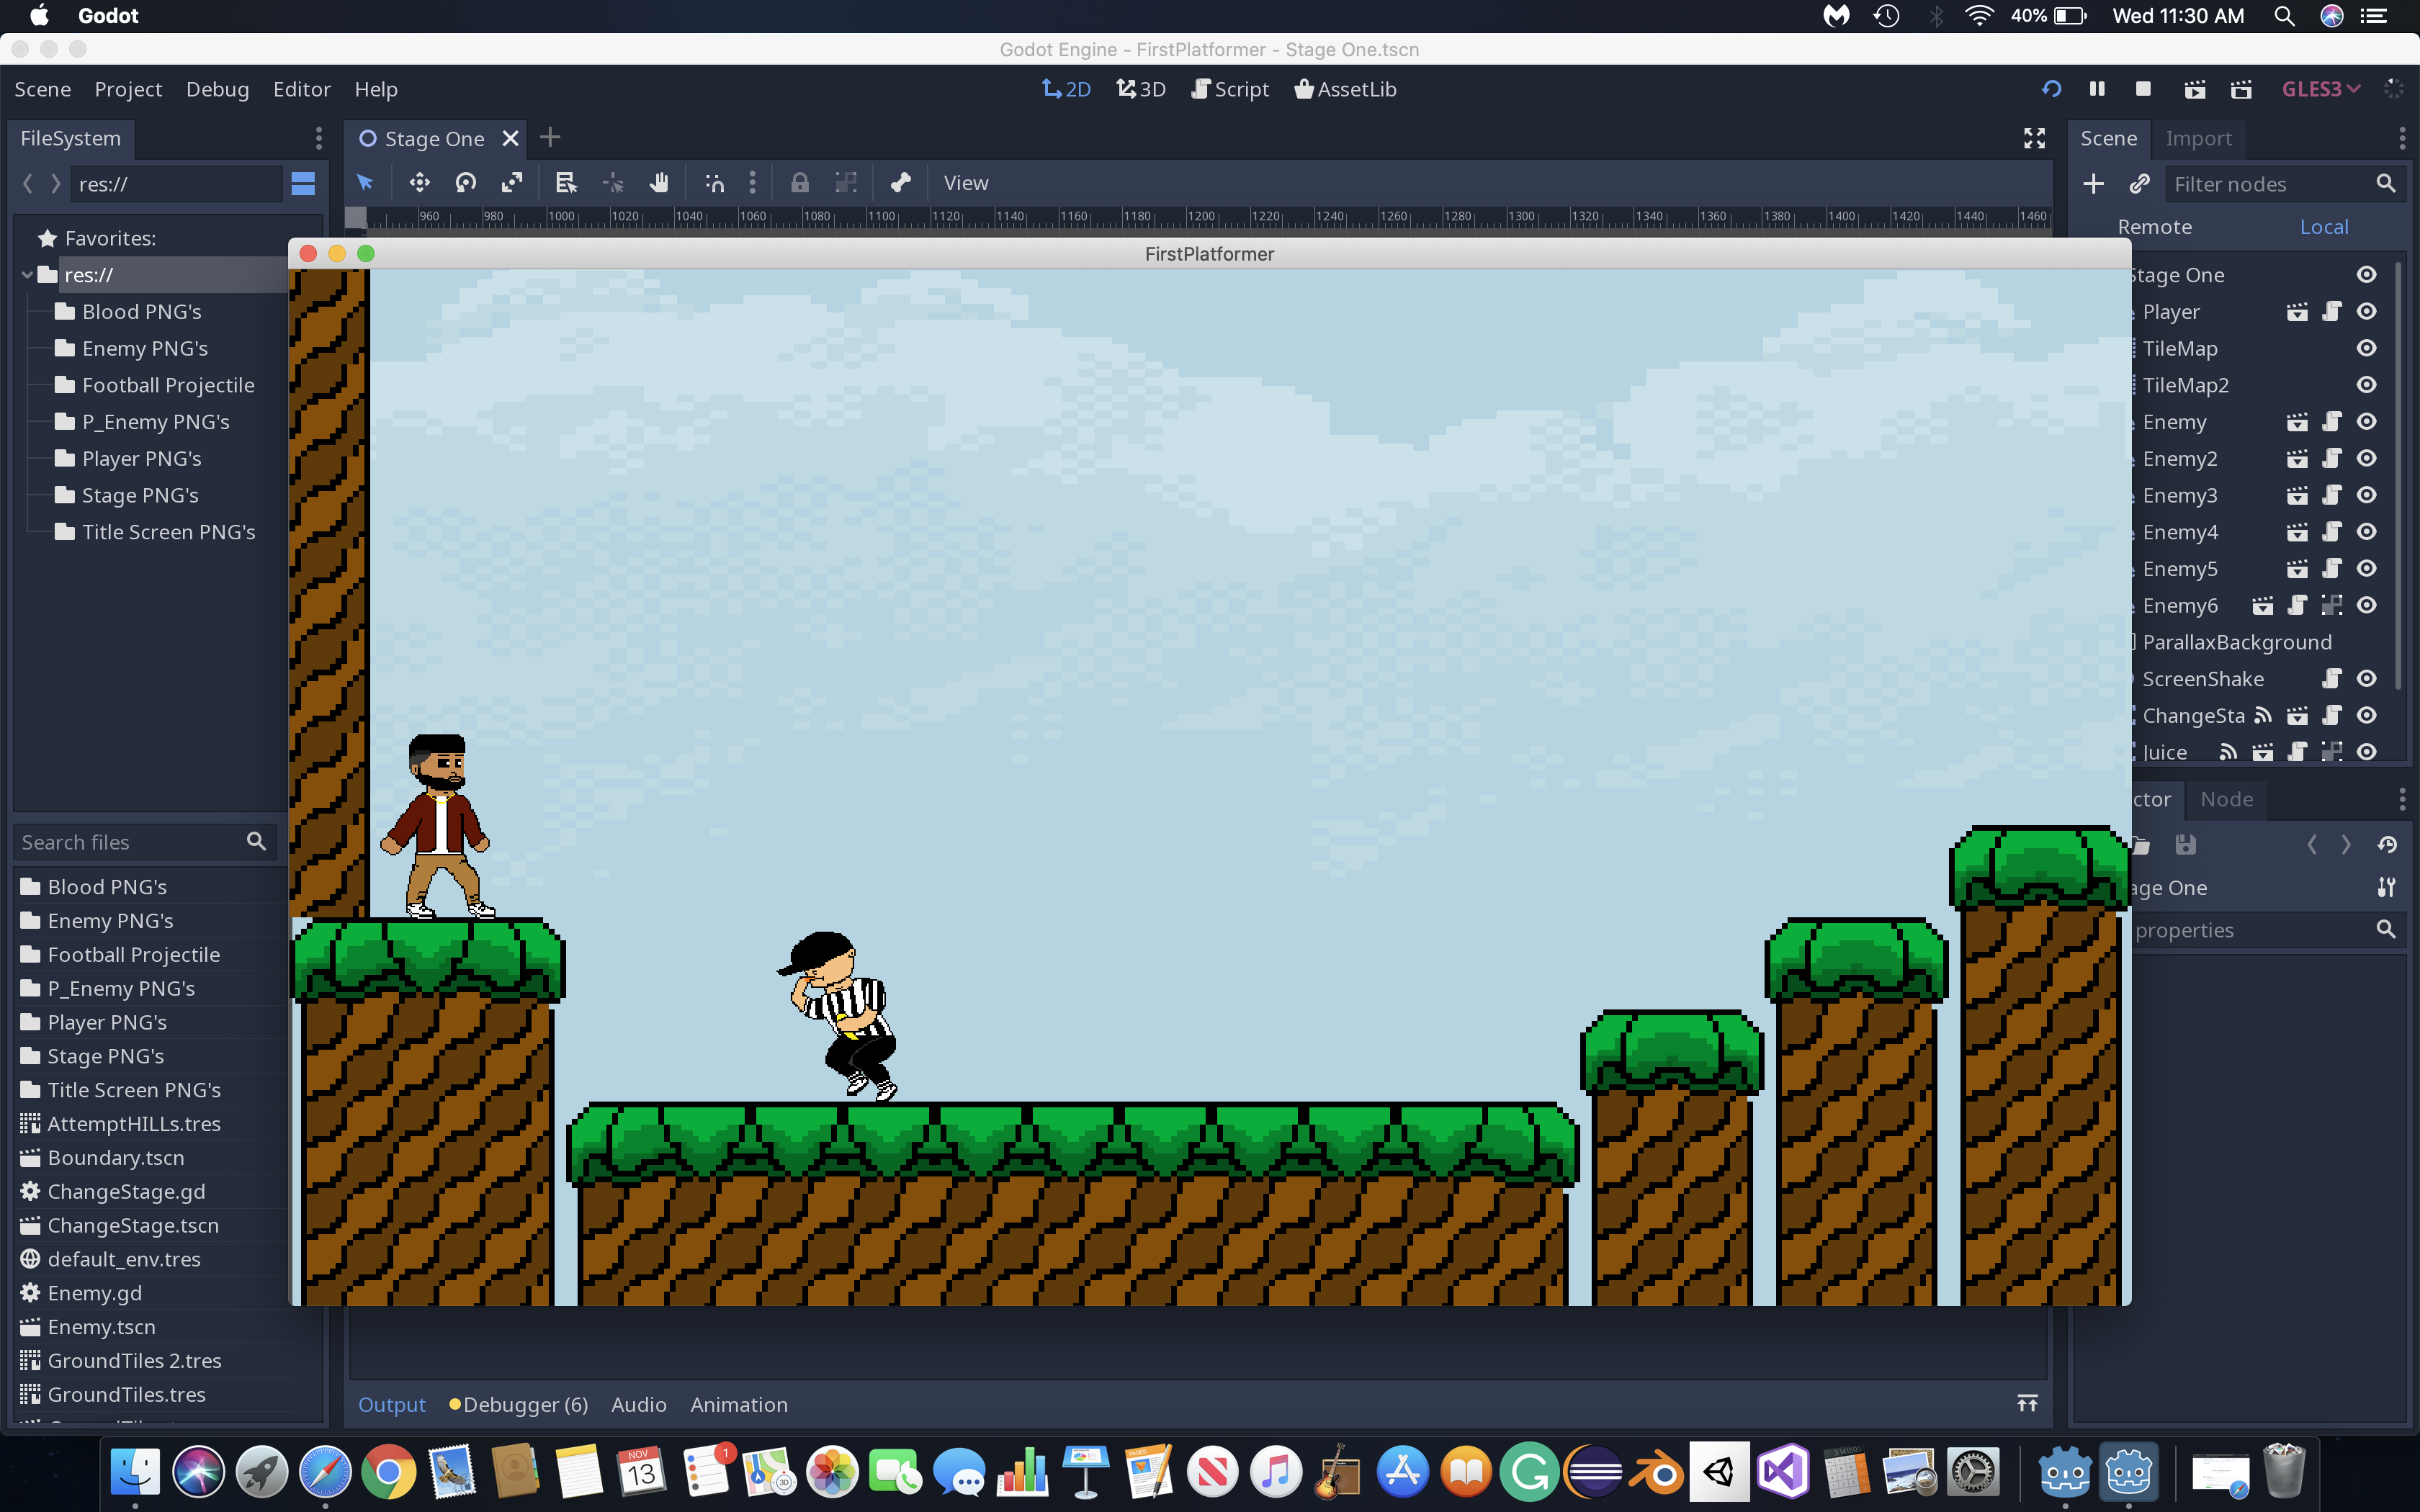 Godot 40% Wed 11:30 AM
Godot Engine - FirstPlatformer - Stage One.tscn
Scene Project Debug Editor Help 2D 3D Script AssetLib GLES3
FileSystem Stage One Scene Import
res:// View Filter nodes
960 980 1000 1020 1040 1060 1080 1100 1120 1140 1160 1180 1200 1220 1240 1260 1280 1300 1320 1340 1360 1380 1400 1420 1440 1460
Remote Local
Favorites:
FirstPlatformer
res:// Stage One
Blood PNG's Player
Enemy PNG's TileMap
Football Projectile TileMap2
P_Enemy PNG's Enemy
Player PNG's Enemy2
Stage PNG's Enemy3
Title Screen PNG's Enemy4
Enemy5
Enemy6
ParallaxBackground
ScreenShake
ChangeSta
Juice
ctor Node
Search files
Blood PNG's age One
Enemy PNG's properties
Football Projectile
P_Enemy PNG's
Player PNG's
Stage PNG's
Title Screen PNG's
AttemptHILLs.tres
Boundary.tscn
ChangeStage.gd
ChangeStage.tscn
default_env.tres
Enemy.gd
Enemy.tscn
GroundTiles 2.tres
GroundTiles.tres
Output Debugger (6) Audio Animation
NOV
13
1